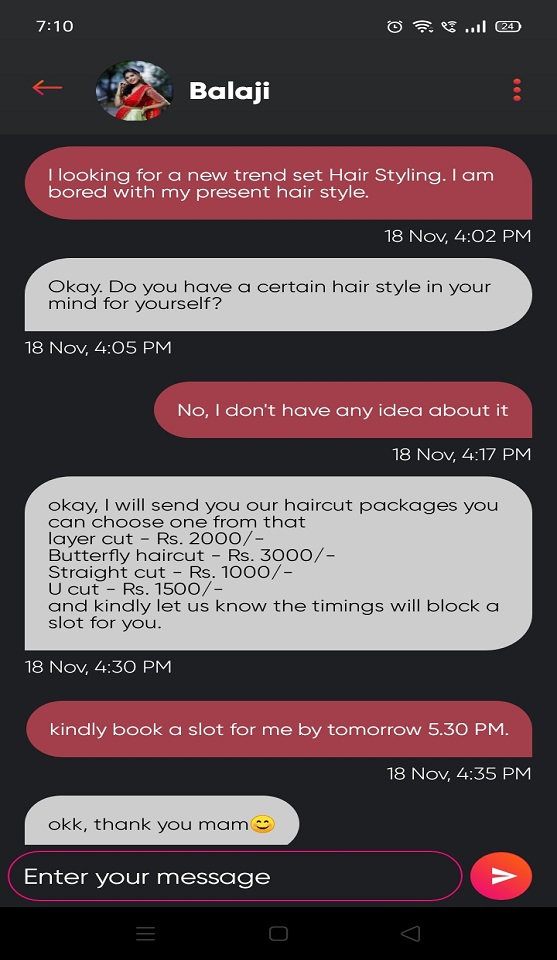 7:10
24
Balaji
I looking for a new trend set Hair Styling. I am
bored with my present hair style.
18 Nov, 4:02 PM
Okay. Do you have a certain hair style in your
mind for yourself?
18 Nov, 4:05 PM
No, I don't have any idea about it
18 Nov, 4:17 PM
okay, I will send you our haircut packages you
can choose one from that
layer cut - Rs. 2000/-
Butterfly haircut - Rs. 3000/-
Straight cut - Rs. 1000/-
U cut - Rs. 1500/-
and kindly let us know the timings will block a
slot for you.
18 Nov, 4:30 PM
kindly book a slot for me by tomorrow 5.30 PM.
18 Nov, 4:35 PM
okk, thank you mam😊
Enter your message